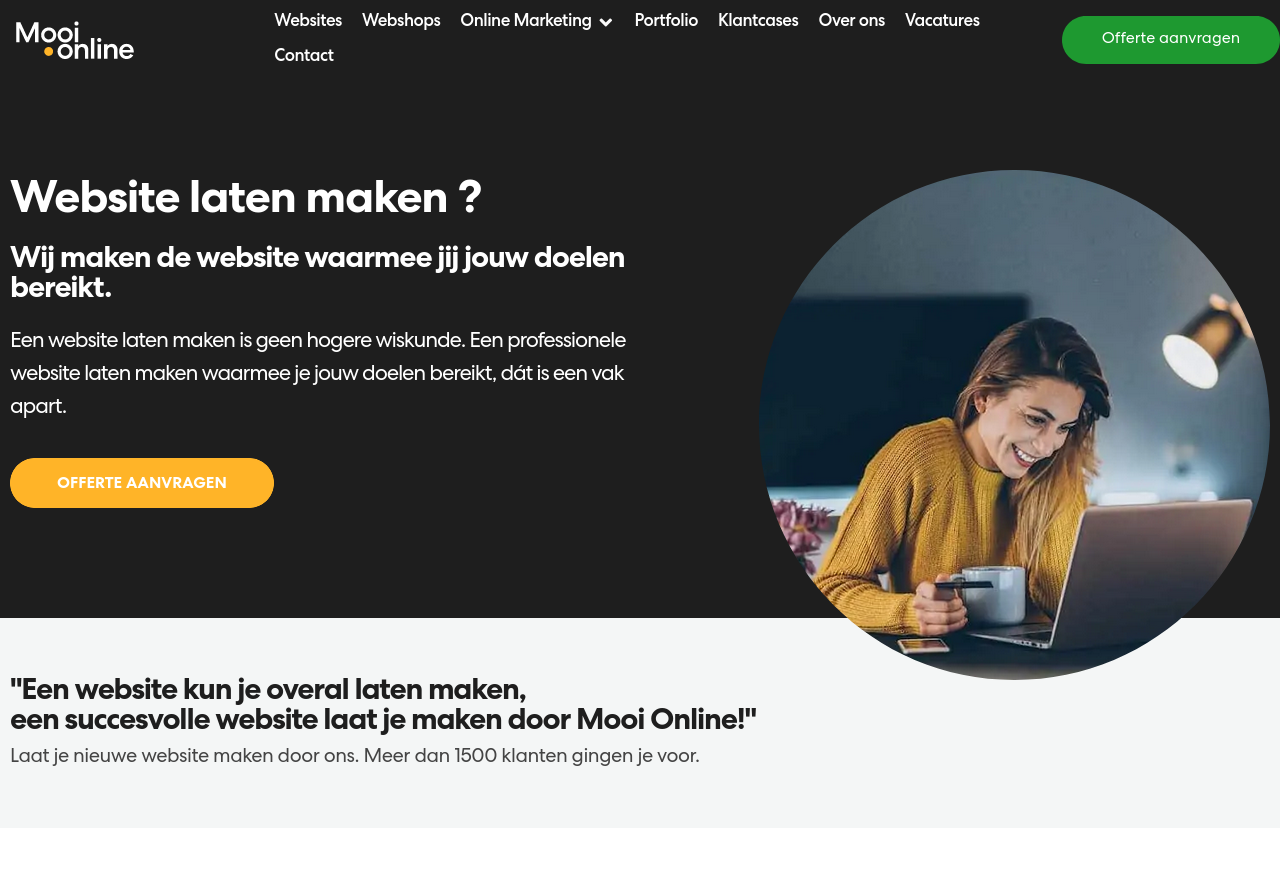 Mooi
online
Websites Webshops Online Marketing Portfolio Klantcases Over ons Vacatures
Contact
Offerte aanvragen
Website laten maken ?
Wij maken de website waarmee jij jouw doelen
bereikt.
Een website laten maken is geen hogere wiskunde. Een professionele
website laten maken waarmee je jouw doelen bereikt, dát is een vak
apart.
OFFERTE AANVRAGEN
"Een website kun je overal laten maken,
een succesvolle website laat je maken door Mooi Online!"
Laat je nieuwe website maken door ons. Meer dan 1500 klanten gingen je voor.